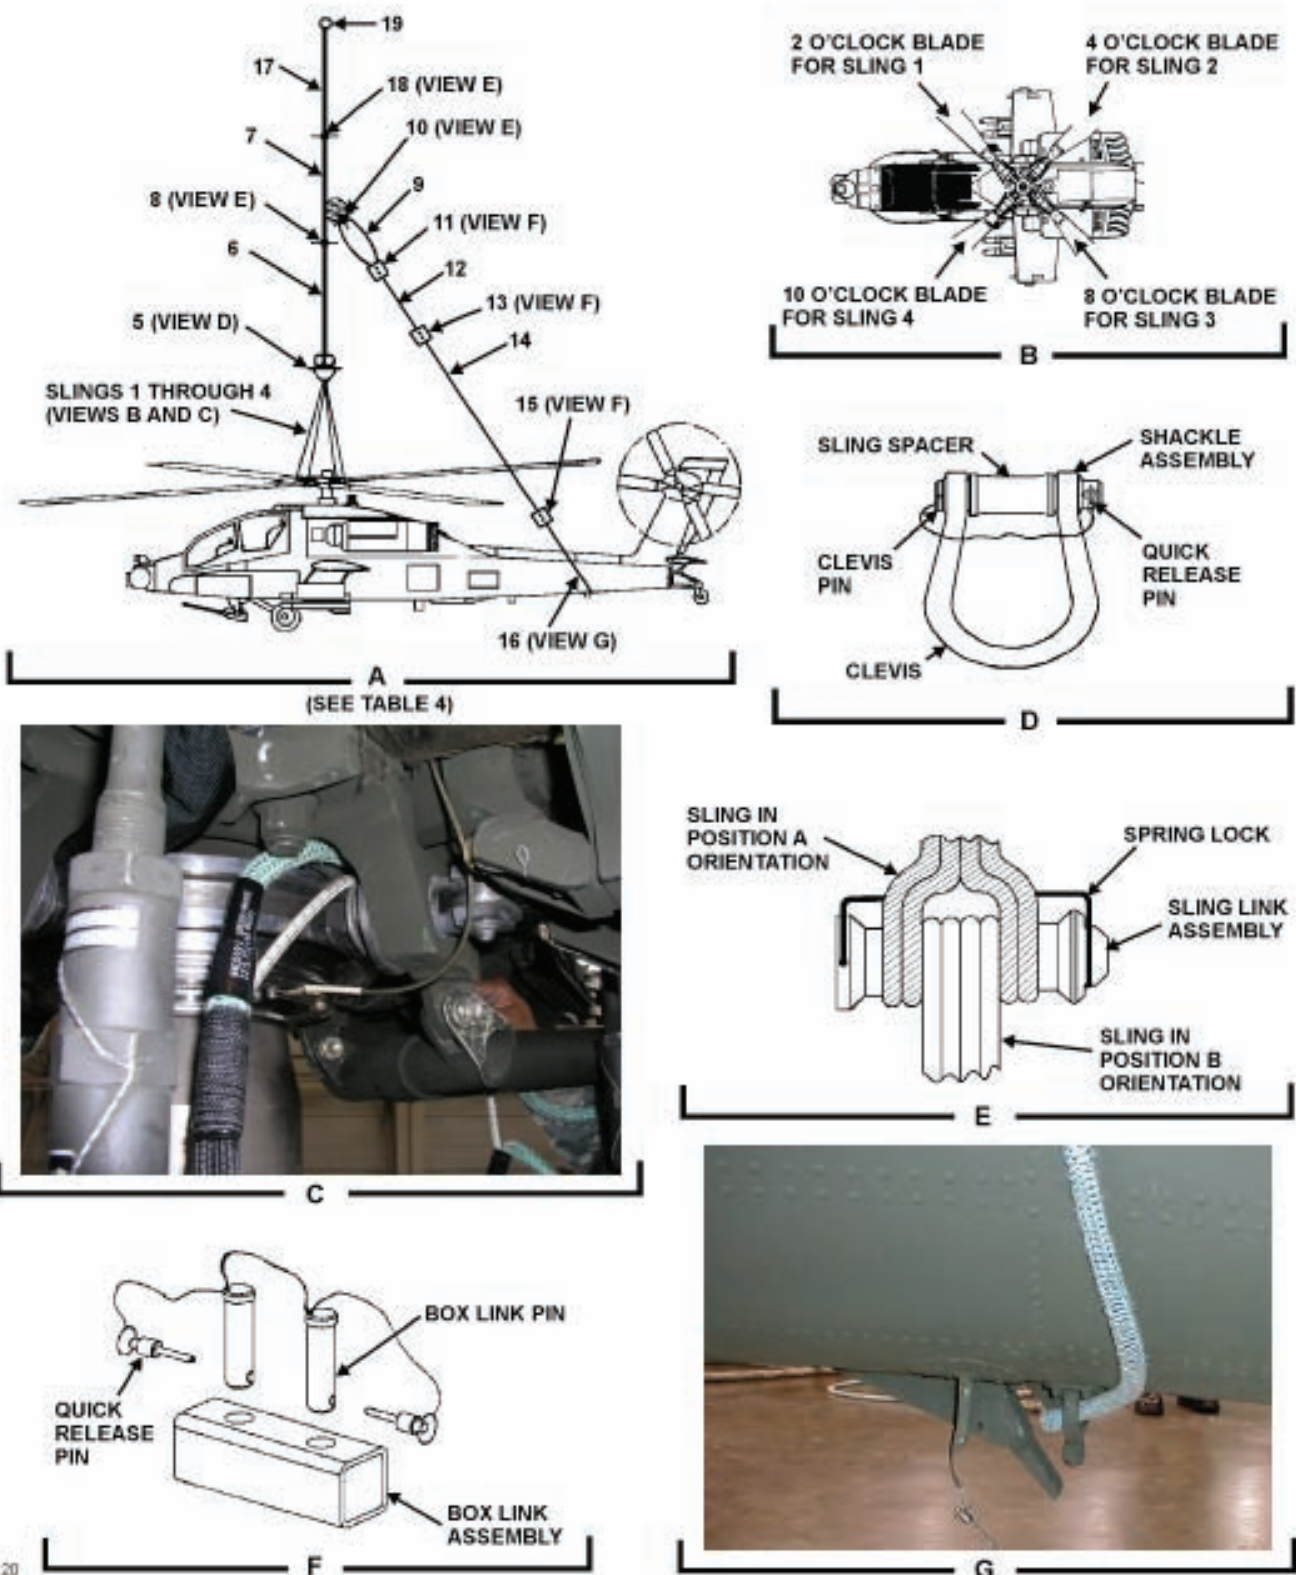 19
17
18 (VIEW E)
7
10 (VIEW E)
9
8 (VIEW E)
11 (VIEW F)
6
12
13 (VIEW F)
5 (VIEW D)
14
SLINGS 1 THROUGH 4
(VIEWS B AND C)
15 (VIEW F)
16 (VIEW G)
A
(SEE TABLE 4)
2 O'CLOCK BLADE
FOR SLING 1
4 O'CLOCK BLADE
FOR SLING 2
10 O'CLOCK BLADE
FOR SLING 4
8 O'CLOCK BLADE
FOR SLING 3
B
SLING SPACER
SHACKLE
ASSEMBLY
CLEVIS
PIN
QUICK
RELEASE
PIN
CLEVIS
D
C
SLING IN
POSITION A
ORIENTATION
SPRING LOCK
SLING LINK
ASSEMBLY
SLING IN
POSITION B
ORIENTATION
E
BOX LINK PIN
QUICK
RELEASE
PIN
BOX LINK
ASSEMBLY
F
G
20